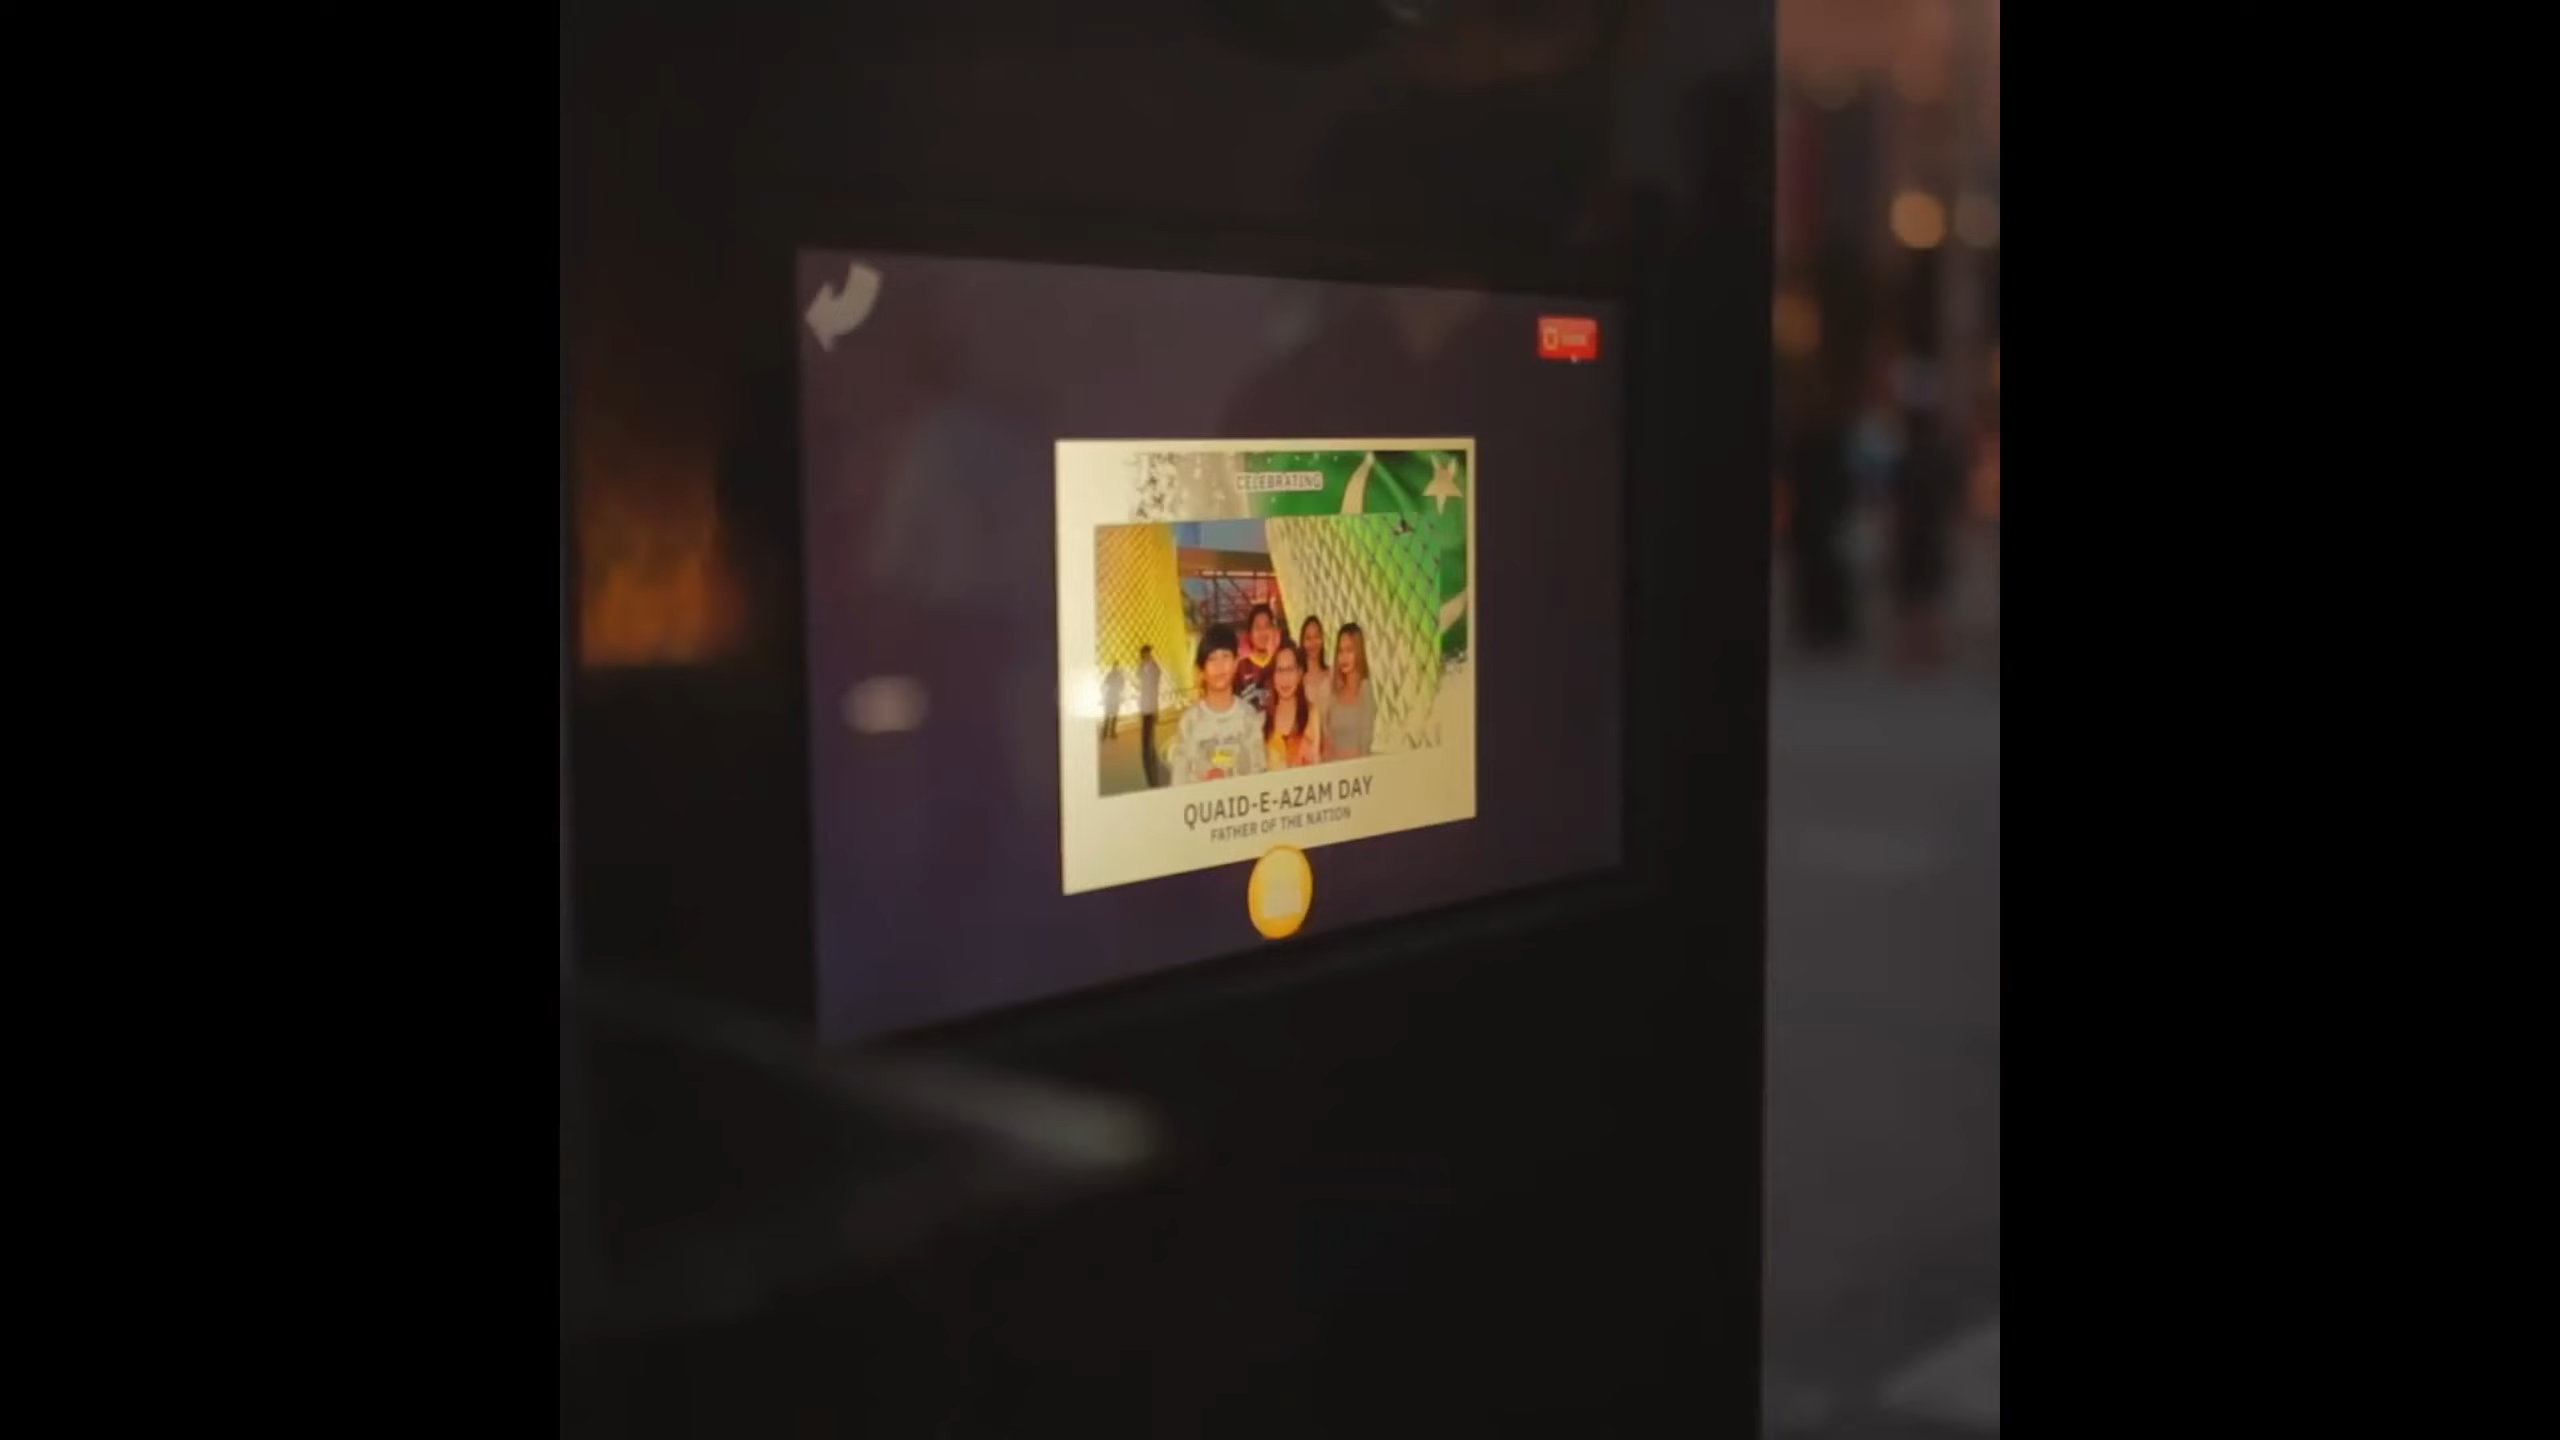 CELEBRATING
QUAID-E-AZAM DAY
FATHER OF THE NATION